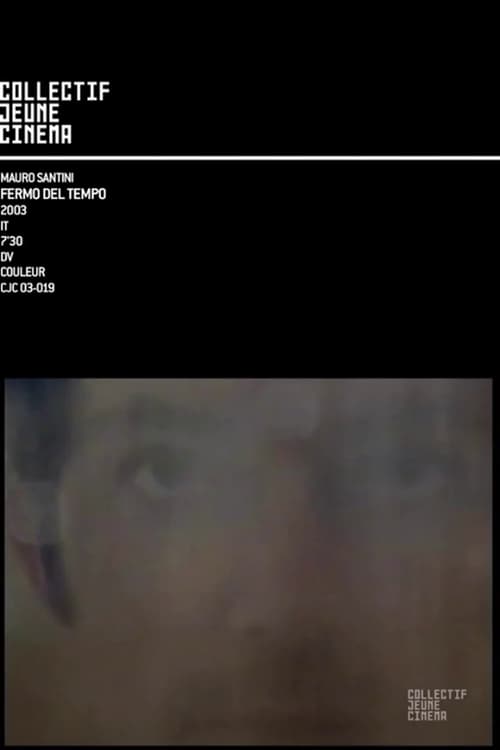 COLLECTIF
JEUNE
CINEMA
MAURO SANTINI
FERMO DEL TEMPO
2003
IT
7'30
DV
COULEUR
CJC 03-019
COLLECTIF
JEUNE
CINEMA